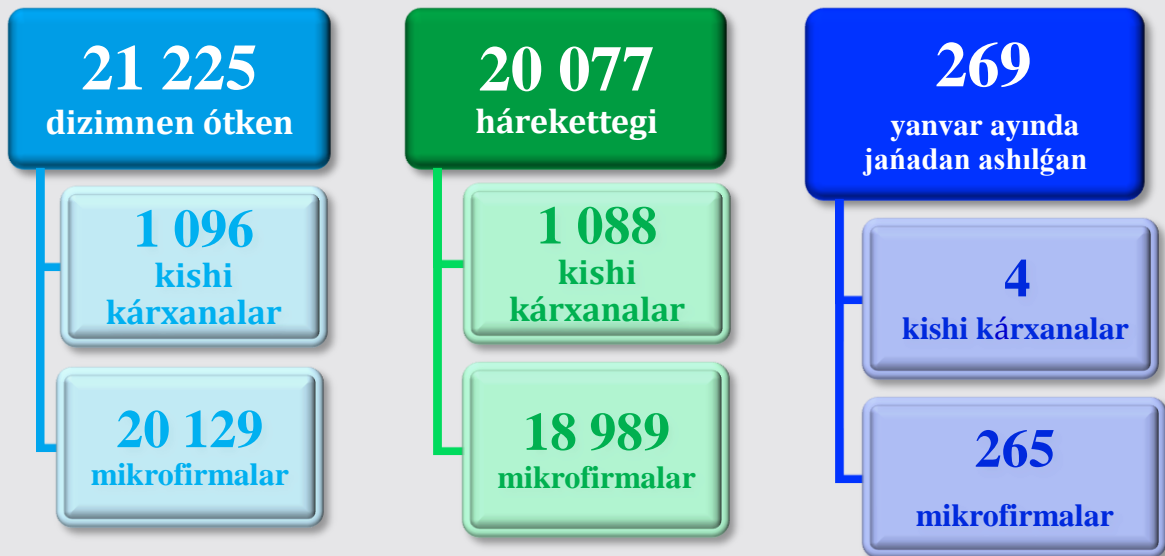 21 225
dizimnen ótken
1 096
kishi
kárxanalar
20 129
mikrofirmalar
20 077
hárekettegi
1 088
kishi
kárxanalar
18 989
mikrofirmalar
269
yanvar ayında
jańadan ashılǵan
4
kishi kárxanalar
265
mikrofirmalar